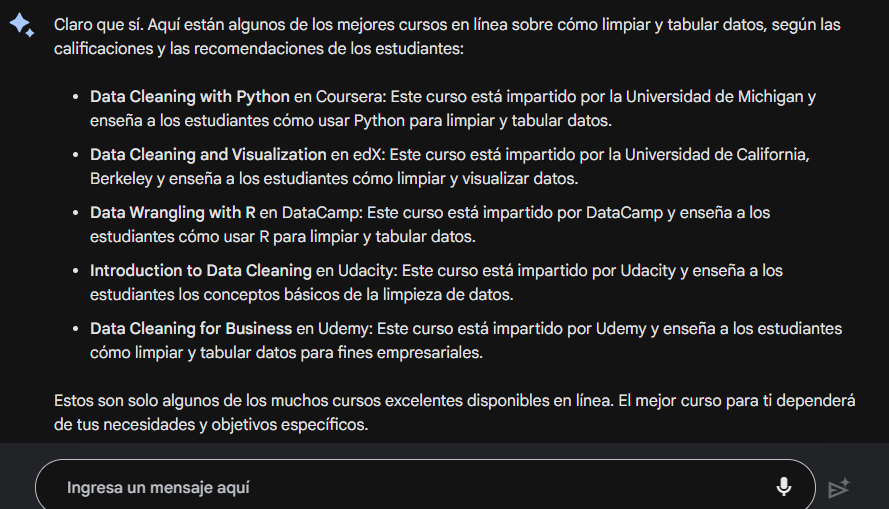 Claro que sí. Aquí están algunos de los mejores cursos en línea sobre cómo limpiar y tabular datos, según las
calificaciones y las recomendaciones de los estudiantes:
• Data Cleaning with Python en Coursera: Este curso está impartido por la Universidad de Michigan y
enseña a los estudiantes cómo usar Python para limpiar y tabular datos.
• Data Cleaning and Visualization en edX: Este curso está impartido por la Universidad de California,
Berkeley y enseña a los estudiantes cómo limpiar y visualizar datos.
• Data Wrangling with R en DataCamp: Este curso está impartido por DataCamp y enseña a los
estudiantes cómo usar R para limpiar y tabular datos.
• Introduction to Data Cleaning en Udacity: Este curso está impartido por Udacity y enseña a los
estudiantes los conceptos básicos de la limpieza de datos.
• Data Cleaning for Business en Udemy: Este curso está impartido por Udemy y enseña a los estudiantes
cómo limpiar y tabular datos para fines empresariales.
Estos son solo algunos de los muchos cursos excelentes disponibles en línea. El mejor curso para ti dependerá
de tus necesidades y objetivos específicos.
Ingresa un mensaje aquí